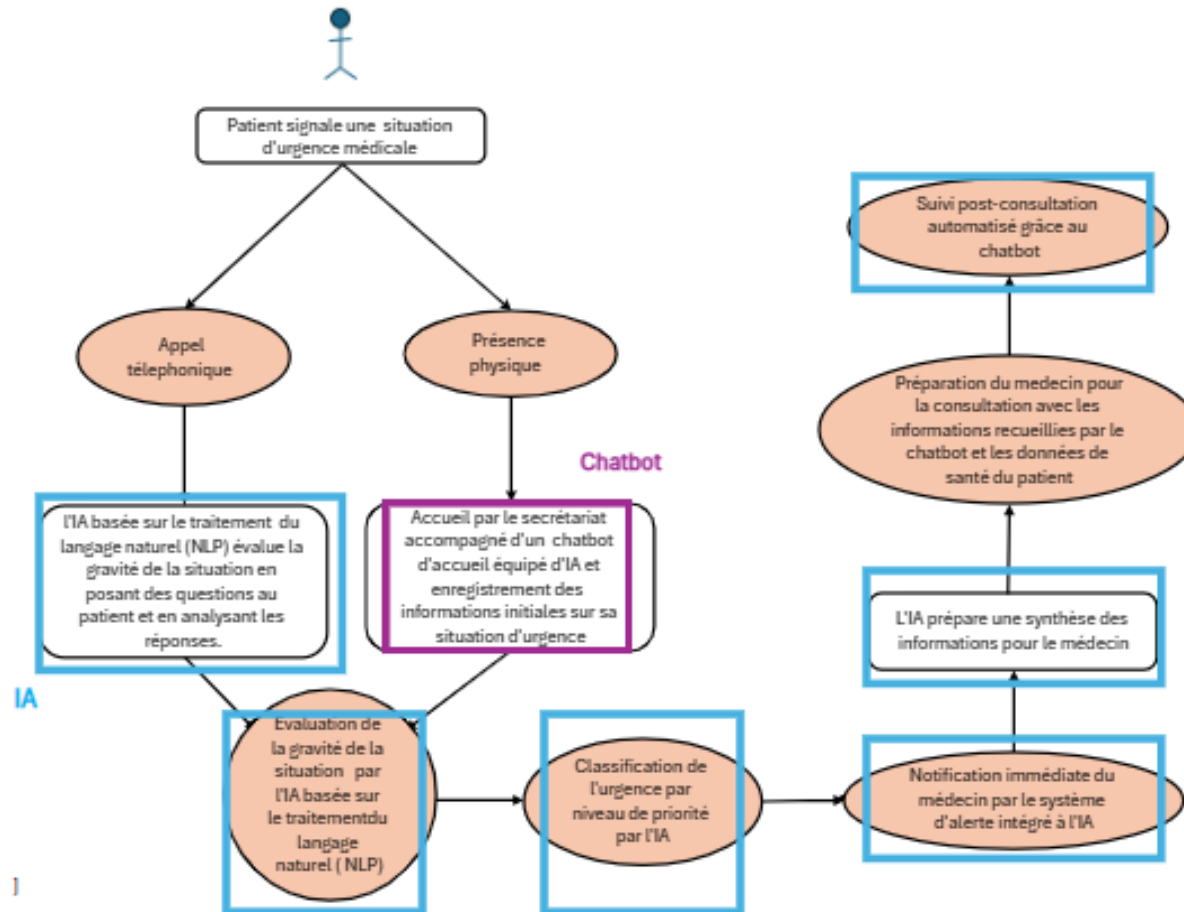 Patient signale une situation
d'urgence médicale
Appel
télephonique
Présence
physique
Chatbot
l'IA basée sur le traitement du
langage naturel (NLP) évalue la
gravité de la situation en
posant des questions au
patient et en analysant les
réponses.
Accueil par le secrétariat
accompagné d'un chatbot
d'accueil équipé d'IA et
enregistrement des
informations initiales sur sa
situation d'urgence
IA
Evaluation de
la gravité de la
situation par
l'IA basée sur
le traitementdu
langage
naturel ( NLP)
Classification de
l'urgence par
niveau de priorité
par l'IA
Notification immédiate du
médecin par le système
d'alerte intégré à l'IA
L'IA prépare une synthèse des
informations pour le médecin
Préparation du medecin pour
la consultation avec les
informations recueillies par le
chatbot et les données de
santé du patient
Suivi post-consultation
automatisé grâce au
chatbot
]